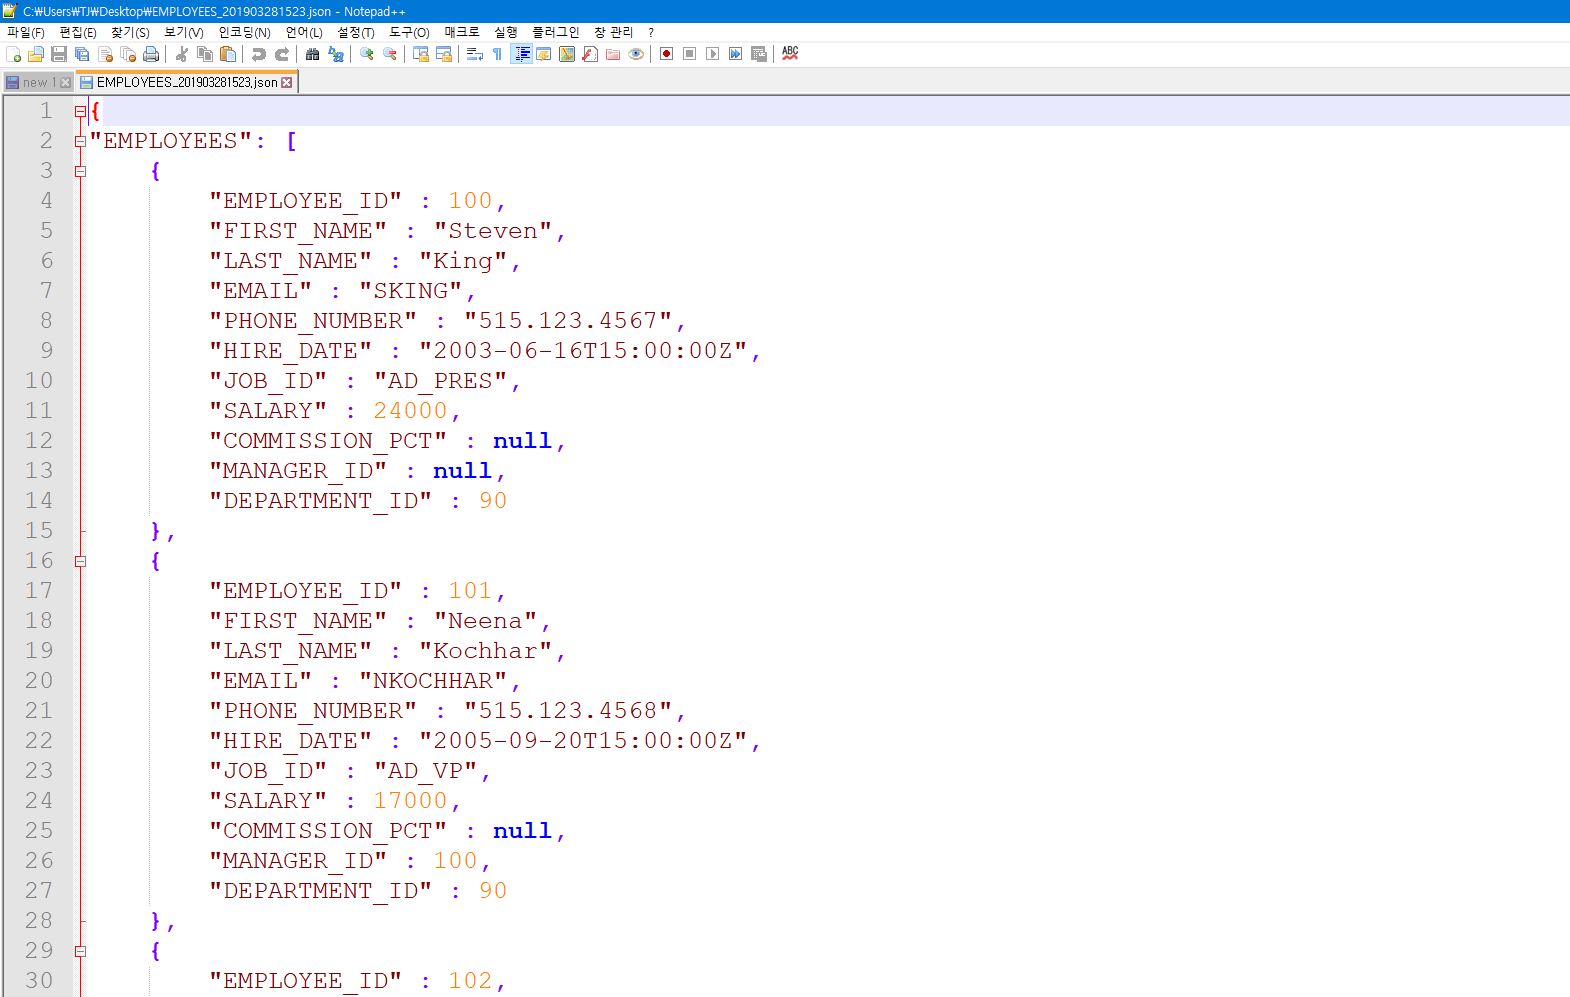 C:₩Users₩TJ₩Desktop₩EMPLOYEES_201903281523.json - Notepad++
파일(F) 편집(E) 찾기(S) 보기(V) 인코딩(N) 언어(L) 설정(T) 도구(O) 매크로 실행 플러그인 창 관리 ?
ABC
new 1 EMPLOYEES_201903281523.json
1 {
2 "EMPLOYEES": [
3 {
4 "EMPLOYEE_ID" : 100,
5 "FIRST_NAME" : "Steven",
6 "LAST_NAME" : "King",
7 "EMAIL" : "SKING",
8 "PHONE_NUMBER" : "515.123.4567",
9 "HIRE_DATE" : "2003-06-16T15:00:00Z",
10 "JOB_ID" : "AD_PRES",
11 "SALARY" : 24000,
12 "COMMISSION_PCT" : null,
13 "MANAGER_ID" : null,
14 "DEPARTMENT_ID" : 90
15 },
16 {
17 "EMPLOYEE_ID" : 101,
18 "FIRST_NAME" : "Neena",
19 "LAST_NAME" : "Kochhar",
20 "EMAIL" : "NKOCHHAR",
21 "PHONE_NUMBER" : "515.123.4568",
22 "HIRE_DATE" : "2005-09-20T15:00:00Z",
23 "JOB_ID" : "AD_VP",
24 "SALARY" : 17000,
25 "COMMISSION_PCT" : null,
26 "MANAGER_ID" : 100,
27 "DEPARTMENT_ID" : 90
28 },
29 {
30 "EMPLOYEE_ID" : 102,